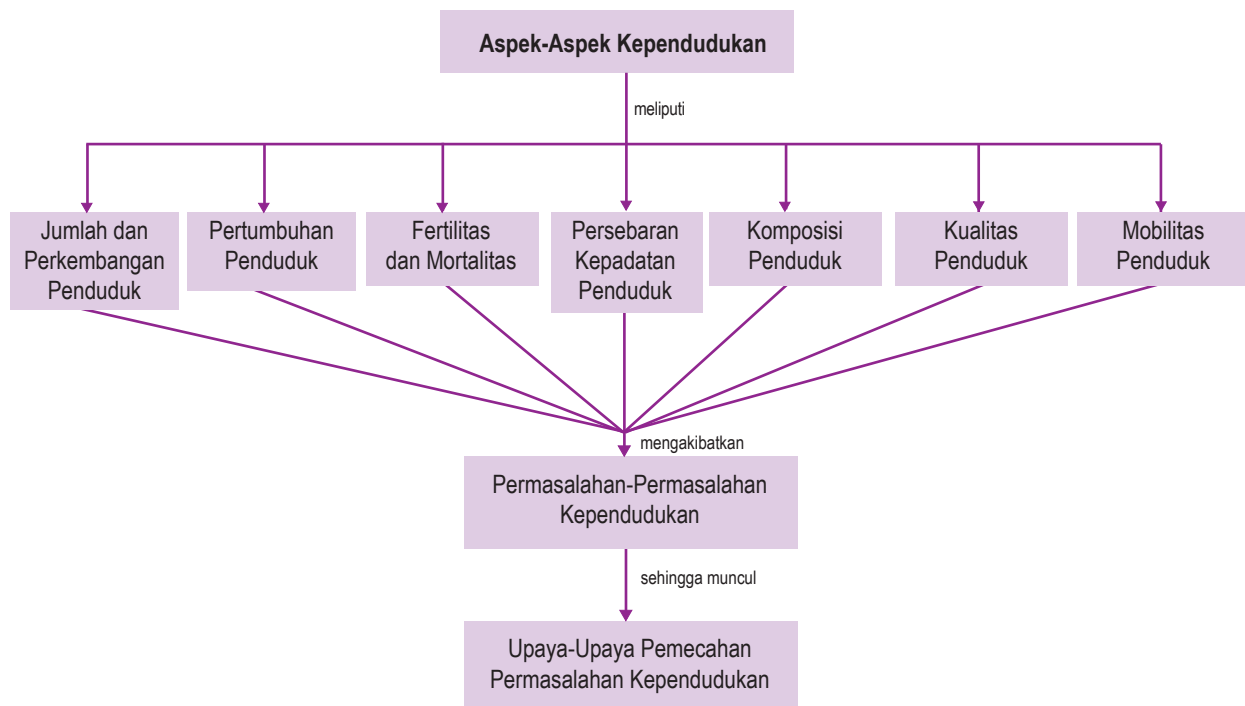 Aspek-Aspek Kependudukan
meliputi
Jumlah dan
Perkembangan
Penduduk
Pertumbuhan
Penduduk
Fertilitas
dan Mortalitas
Persebaran
Kepadatan
Penduduk
Komposisi
Penduduk
Kualitas
Penduduk
Mobilitas
Penduduk
mengakibatkan
Permasalahan-Permasalahan
Kependudukan
sehingga muncul
Upaya-Upaya Pemecahan
Permasalahan Kependudukan